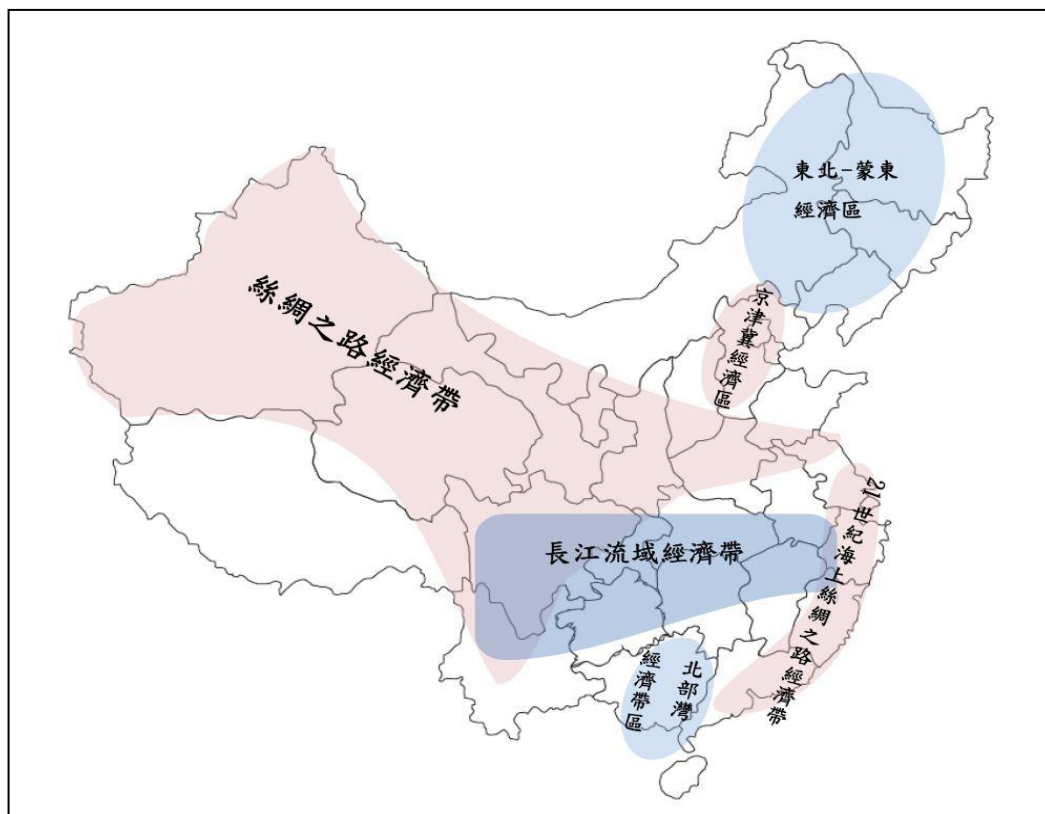 東北-蒙東
經濟區
絲綢之路經濟帶
京津冀經濟區
21世紀海上絲綢之路經濟帶
長江流域經濟帶
北部灣
經濟帶區